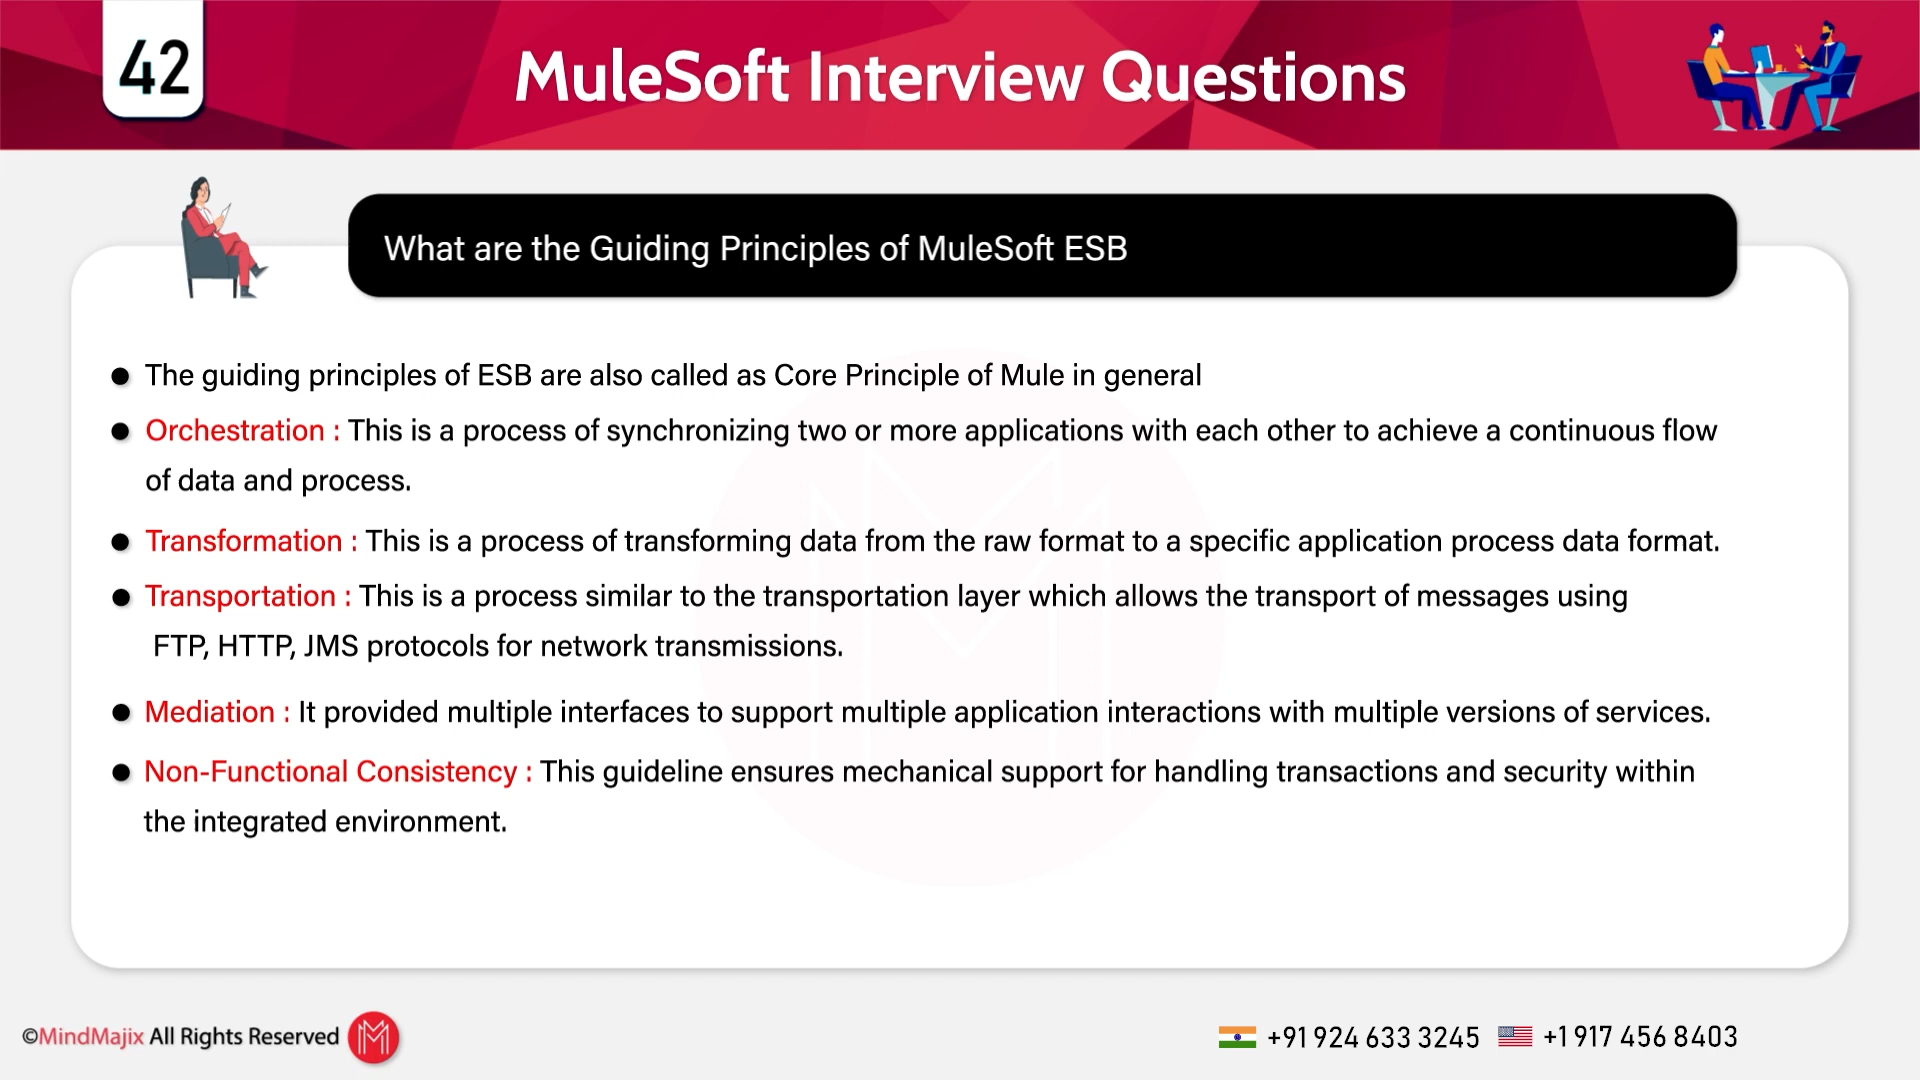 42
MuleSoft Interview Questions
What are the Guiding Principles of MuleSoft ESB
● The guiding principles of ESB are also called as Core Principle of Mule in general
● Orchestration : This is a process of synchronizing two or more applications with each other to achieve a continuous flow
of data and process.
● Transformation : This is a process of transforming data from the raw format to a specific application process data format.
● Transportation : This is a process similar to the transportation layer which allows the transport of messages using
FTP, HTTP, JMS protocols for network transmissions.
● Mediation : It provided multiple interfaces to support multiple application interactions with multiple versions of services.
● Non-Functional Consistency : This guideline ensures mechanical support for handling transactions and security within
the integrated environment.
©MindMajix All Rights Reserved
+91 924 633 3245 +1 917 456 8403